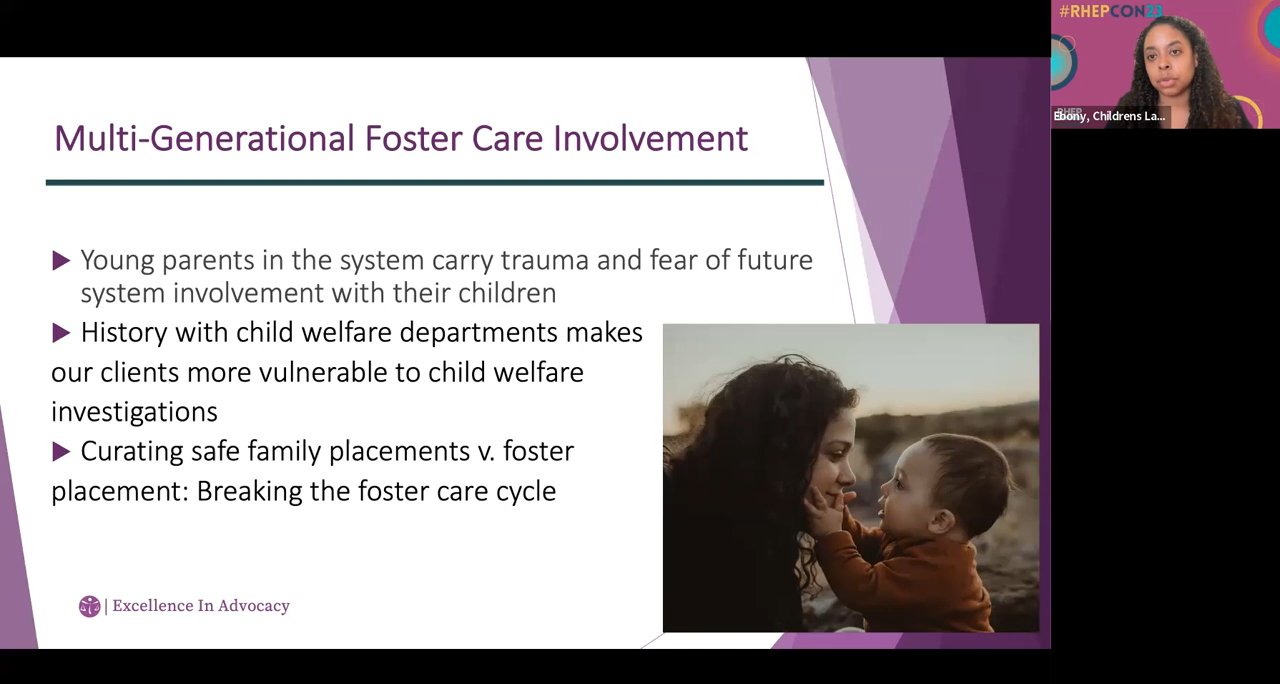 #RHEPCON23
Ebony, Childrens La...
Multi-Generational Foster Care Involvement
Young parents in the system carry trauma and fear of future
system involvement with their children
History with child welfare departments makes
our clients more vulnerable to child welfare
investigations
Curating safe family placements v. foster
placement: Breaking the foster care cycle
| Excellence In Advocacy